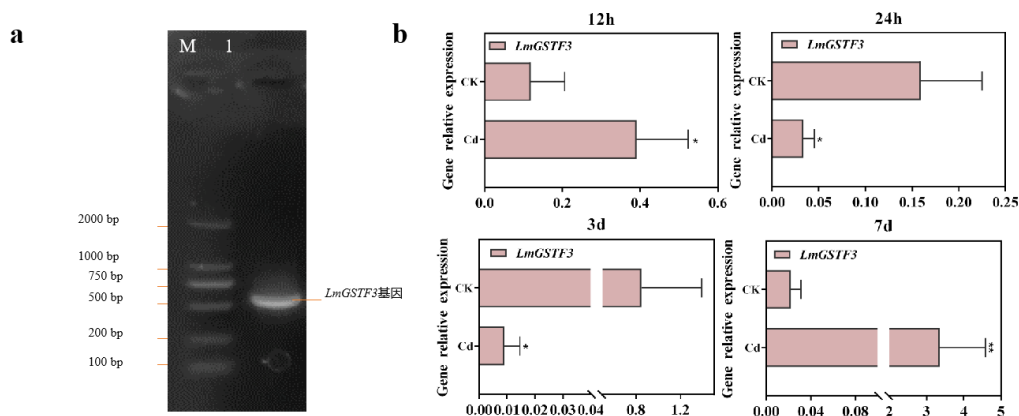 a
M 1
2000 bp
1000 bp
750 bp
500 bp
200 bp
100 bp
LmGSTF3基因
b
12h
LmGSTF3
Gene relative expression
CK
Cd
*
0.0 0.2 0.4 0.6
24h
LmGSTF3
Gene relative expression
CK
Cd
*
0.00 0.05 0.10 0.15 0.20 0.25
3d
LmGSTF3
Gene relative expression
CK
Cd
*
0.00 0.01 0.02 0.03 0.04 0.8 1.2
7d
LmGSTF3
Gene relative expression
CK
Cd
**
0.00 0.04 0.08 2 3 4 5